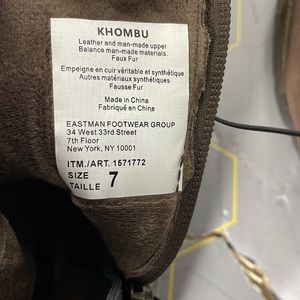 KHOMBU
Leather and man-made upper
Balance man-made materials.
Faux Fur
Empeigne en cuir véritable et synthétique
Autres matériaux synthétiques
Fausse Fur
Made in China
Fabriqué en China
EASTMAN FOOTWEAR GROUP
34 West 33rd Street
7th Floor
New York, NY 10001
ITM./ART. 1571772
SIZE
TAILLE 7